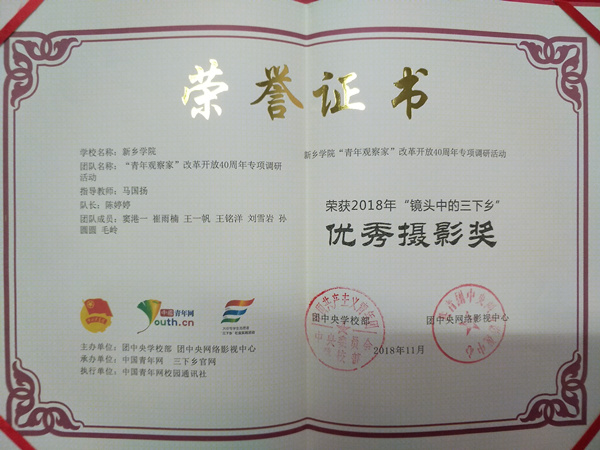 荣誉证书
学校名称：新乡学院
团队名称：“青年观察家”改革开放40周年专项调研
活动
指导教师：马国扬
队长：陈婷婷
团队成员：窦港一 崔雨楠 王一帆 王铭洋 刘雪岩 孙
圆圆 毛岭
中国青年网
Youth.cn
主办单位：团中央学校部 团中央网络影视中心
承办单位：中国青年网 三下乡官网
执行单位：中国青年网校园通讯社
新乡学院“青年观察家”改革开放40周年专项调研活动
荣获2018年“镜头中的三下乡”
优秀摄影奖
团中央学校部
团中央网络影视中心
2018年11月